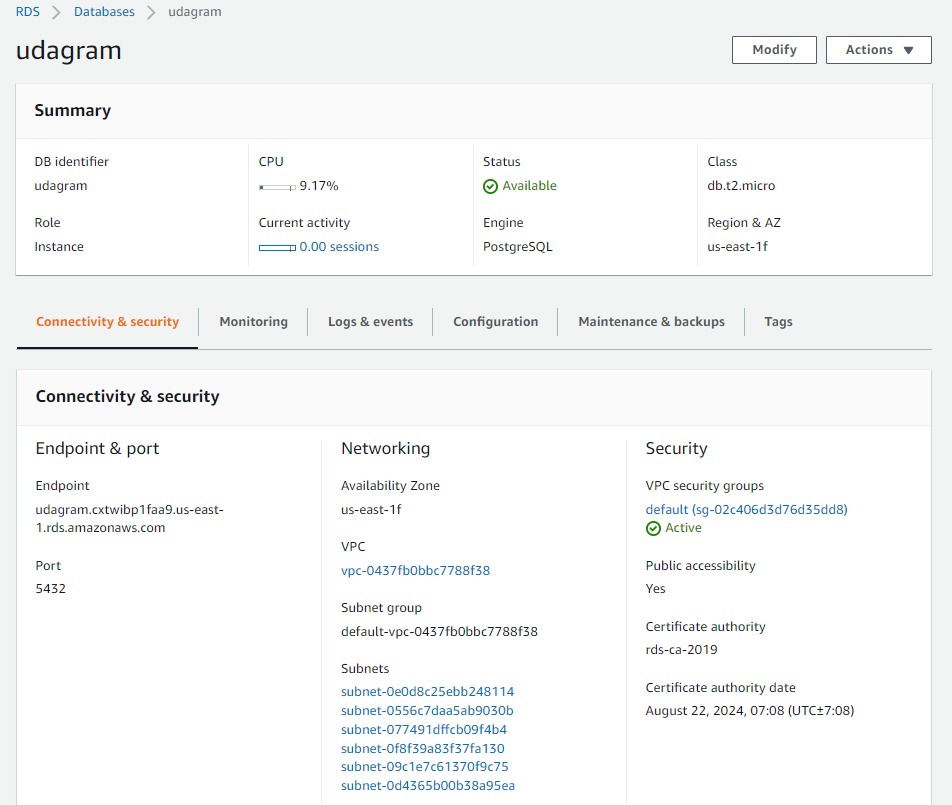 RDS > Databases > udagram
udagram
Modify
Actions
Summary
DB identifier
udagram
CPU
9.17%
Status
Available
Class
db.t2.micro
Role
Instance
Current activity
0.00 sessions
Engine
PostgreSQL
Region & AZ
us-east-1f
Connectivity & security
Monitoring
Logs & events
Configuration
Maintenance & backups
Tags
Connectivity & security
Endpoint & port
Endpoint
udagram.cxtwibp1faa9.us-east-
1.rds.amazonaws.com
Port
5432
Networking
Availability Zone
us-east-1f
VPC
vpc-0437fb0bbc7788f38
Subnet group
default-vpc-0437fb0bbc7788f38
Subnets
subnet-0e0d8c25ebb248114
subnet-0556c7daa5ab9030b
subnet-077491dffcb09f4b4
subnet-0f8f39a83f37fa130
subnet-09c1e7c61370f9c75
subnet-0d4365b00b38a95ea
Security
VPC security groups
default (sg-02c406d3d76d35dd8)
Active
Public accessibility
Yes
Certificate authority
rds-ca-2019
Certificate authority date
August 22, 2024, 07:08 (UTC±7:08)